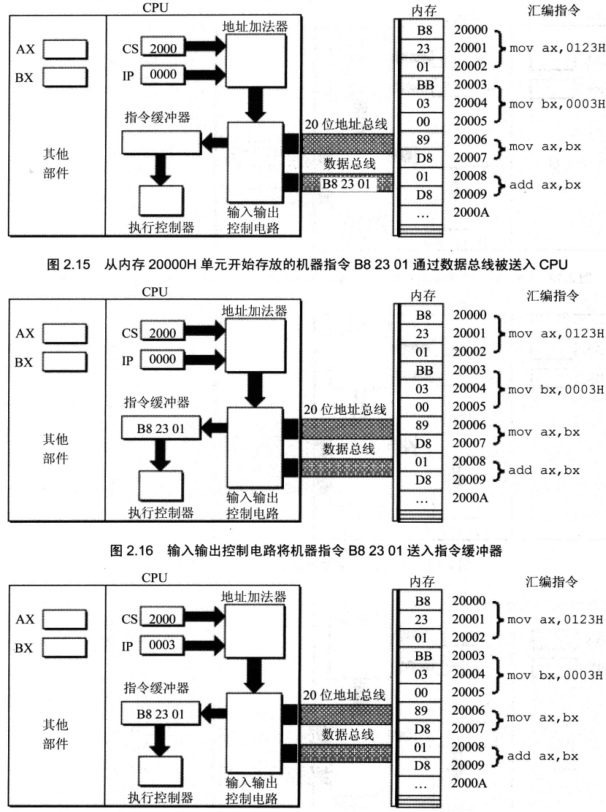 CPU
内存
汇编指令
AX
BX
CS 2000
IP 0000
地址加法器
指令缓冲器
20 位地址总线
数据总线
B8 23 01
其他
部件
执行控制器
输入输出
控制电路
B8 20000
23 20001 mov ax,0123H
01 20002
BB 20003
03 20004 mov bx,0003H
00 20005
89 20006 mov ax,bx
D8 20007
01 20008 add ax,bx
D8 20009
… 2000A
图 2.15 从内存 20000H 单元开始存放的机器指令 B8 23 01 通过数据总线被送入 CPU
CPU
内存
汇编指令
AX
BX
CS 2000
IP 0000
地址加法器
指令缓冲器
B8 23 01
20 位地址总线
数据总线
其他
部件
执行控制器
输入输出
控制电路
B8 20000
23 20001 mov ax,0123H
01 20002
BB 20003
03 20004 mov bx,0003H
00 20005
89 20006 mov ax,bx
D8 20007
01 20008 add ax,bx
D8 20009
… 2000A
图 2.16 输入输出控制电路将机器指令 B8 23 01 送入指令缓冲器
CPU
内存
汇编指令
AX
BX
CS 2000
IP 0003
地址加法器
指令缓冲器
B8 23 01
20 位地址总线
数据总线
其他
部件
执行控制器
输入输出
控制电路
B8 20000
23 20001 mov ax,0123H
01 20002
BB 20003
03 20004 mov bx,0003H
00 20005
89 20006 mov ax,bx
D8 20007
01 20008 add ax,bx
D8 20009
… 2000A